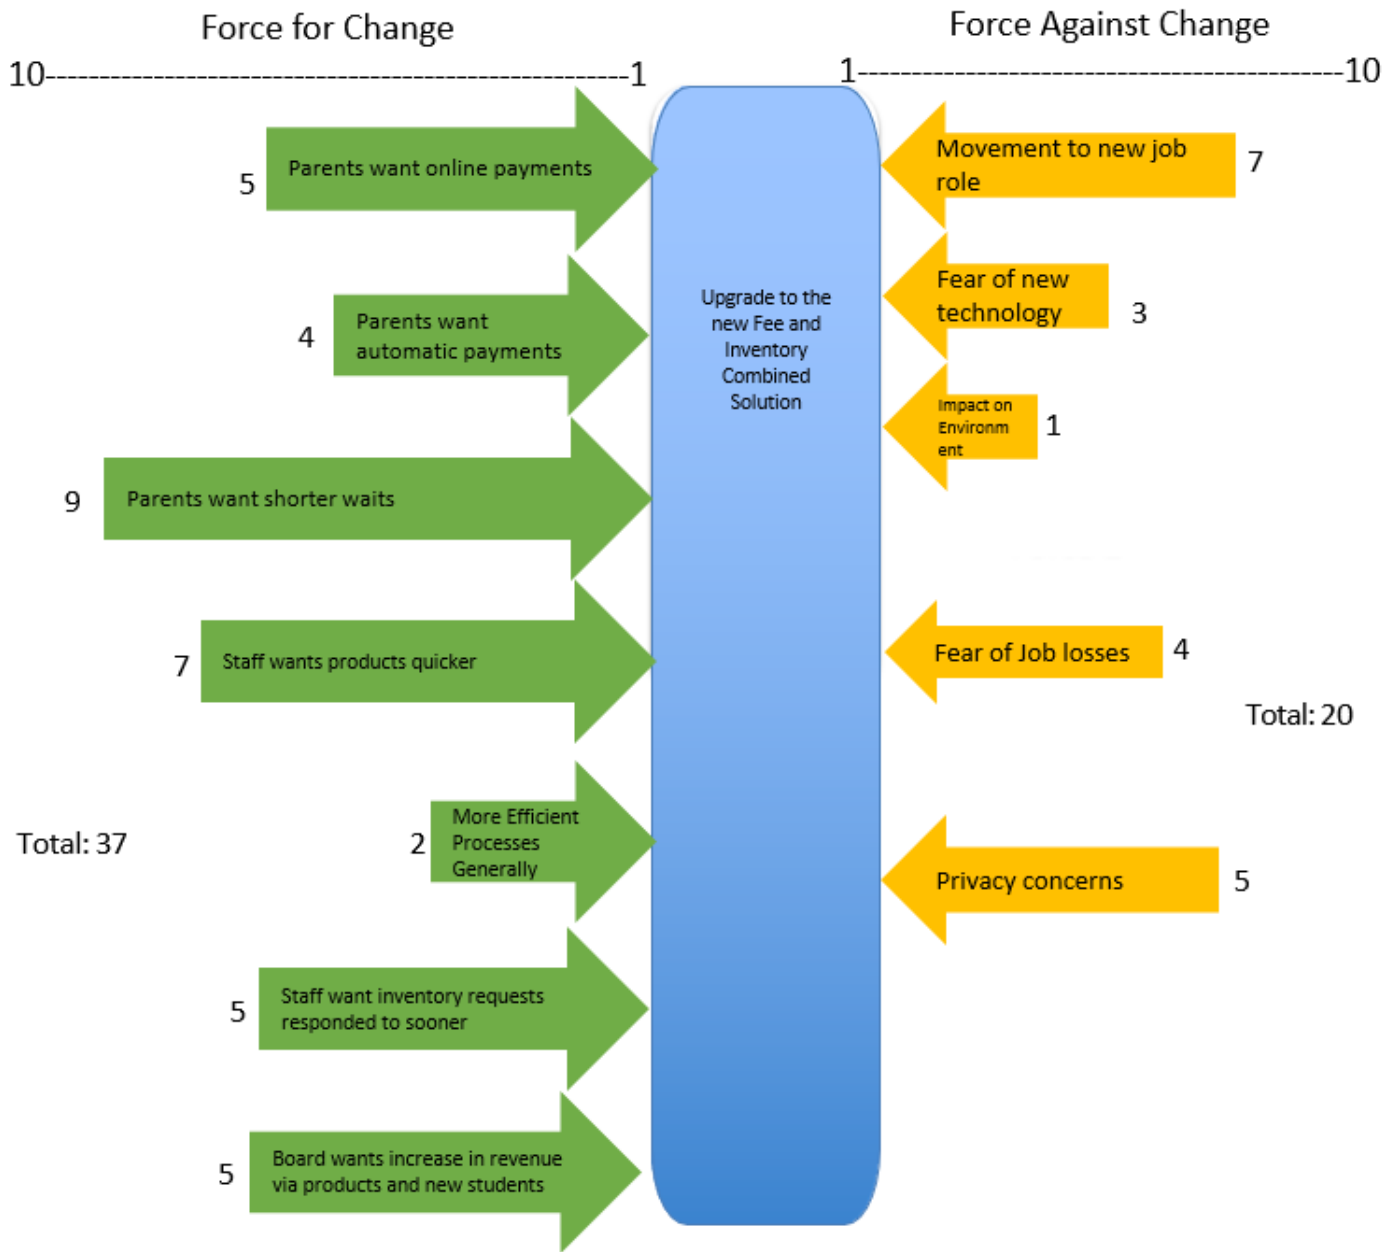 Force for Change
Force Against Change
10------------------------------------------------------------------1
1-------------------------------------------------------10
Parents want online payments
5
Parents want
automatic payments
4
Parents want shorter waits
9
Staff wants products quicker
7
More Efficient
Processes
Generally
2
Total: 37
Staff want inventory requests
responded to sooner
5
Board wants increase in revenue
via products and new students
5
Upgrade to the
new Fee and
Inventory
Combined
Solution
Movement to new job
role
7
Fear of new
technology
3
Impact on
Environm
ent
1
Fear of Job losses
4
Total: 20
Privacy concerns
5